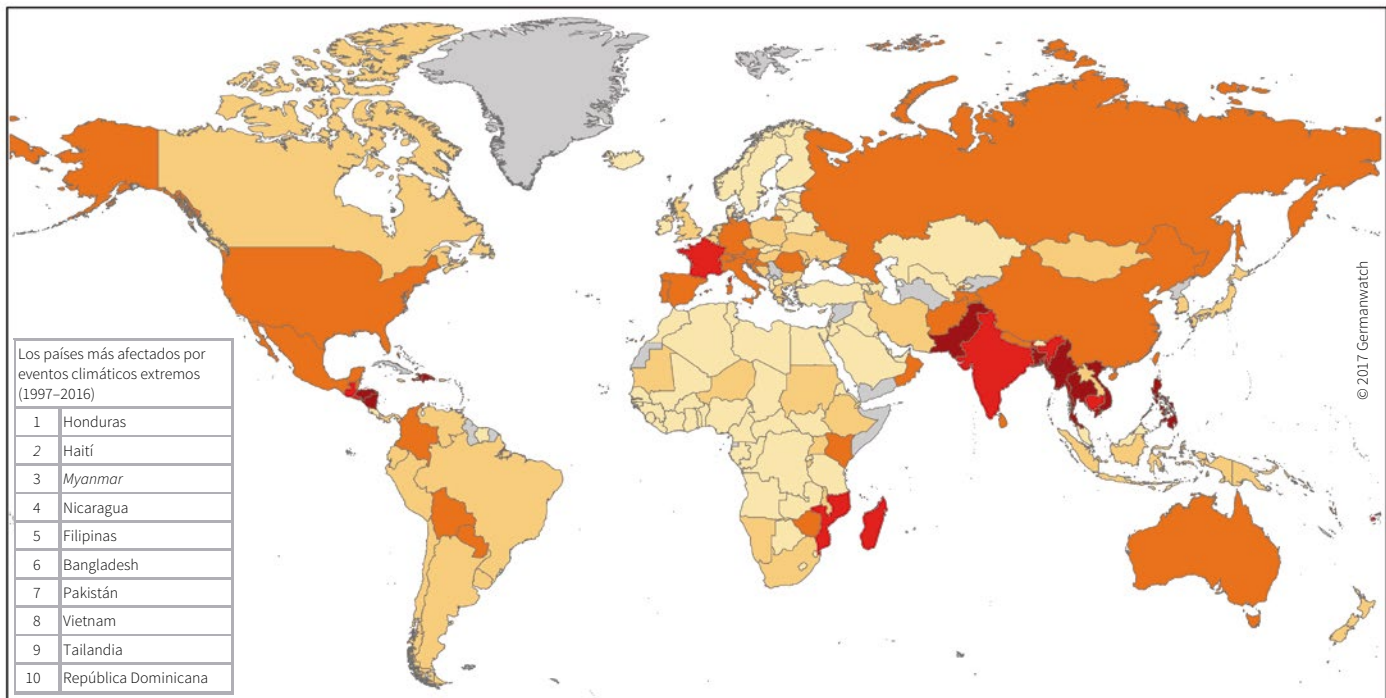 Los países más afectados por
eventos climáticos extremos
(1997–2016)
1 Honduras
2 Haití
3 Myanmar
4 Nicaragua
5 Filipinas
6 Bangladesh
7 Pakistán
8 Vietnam
9 Tailandia
10 República Dominicana
© 2017 Germanwatch